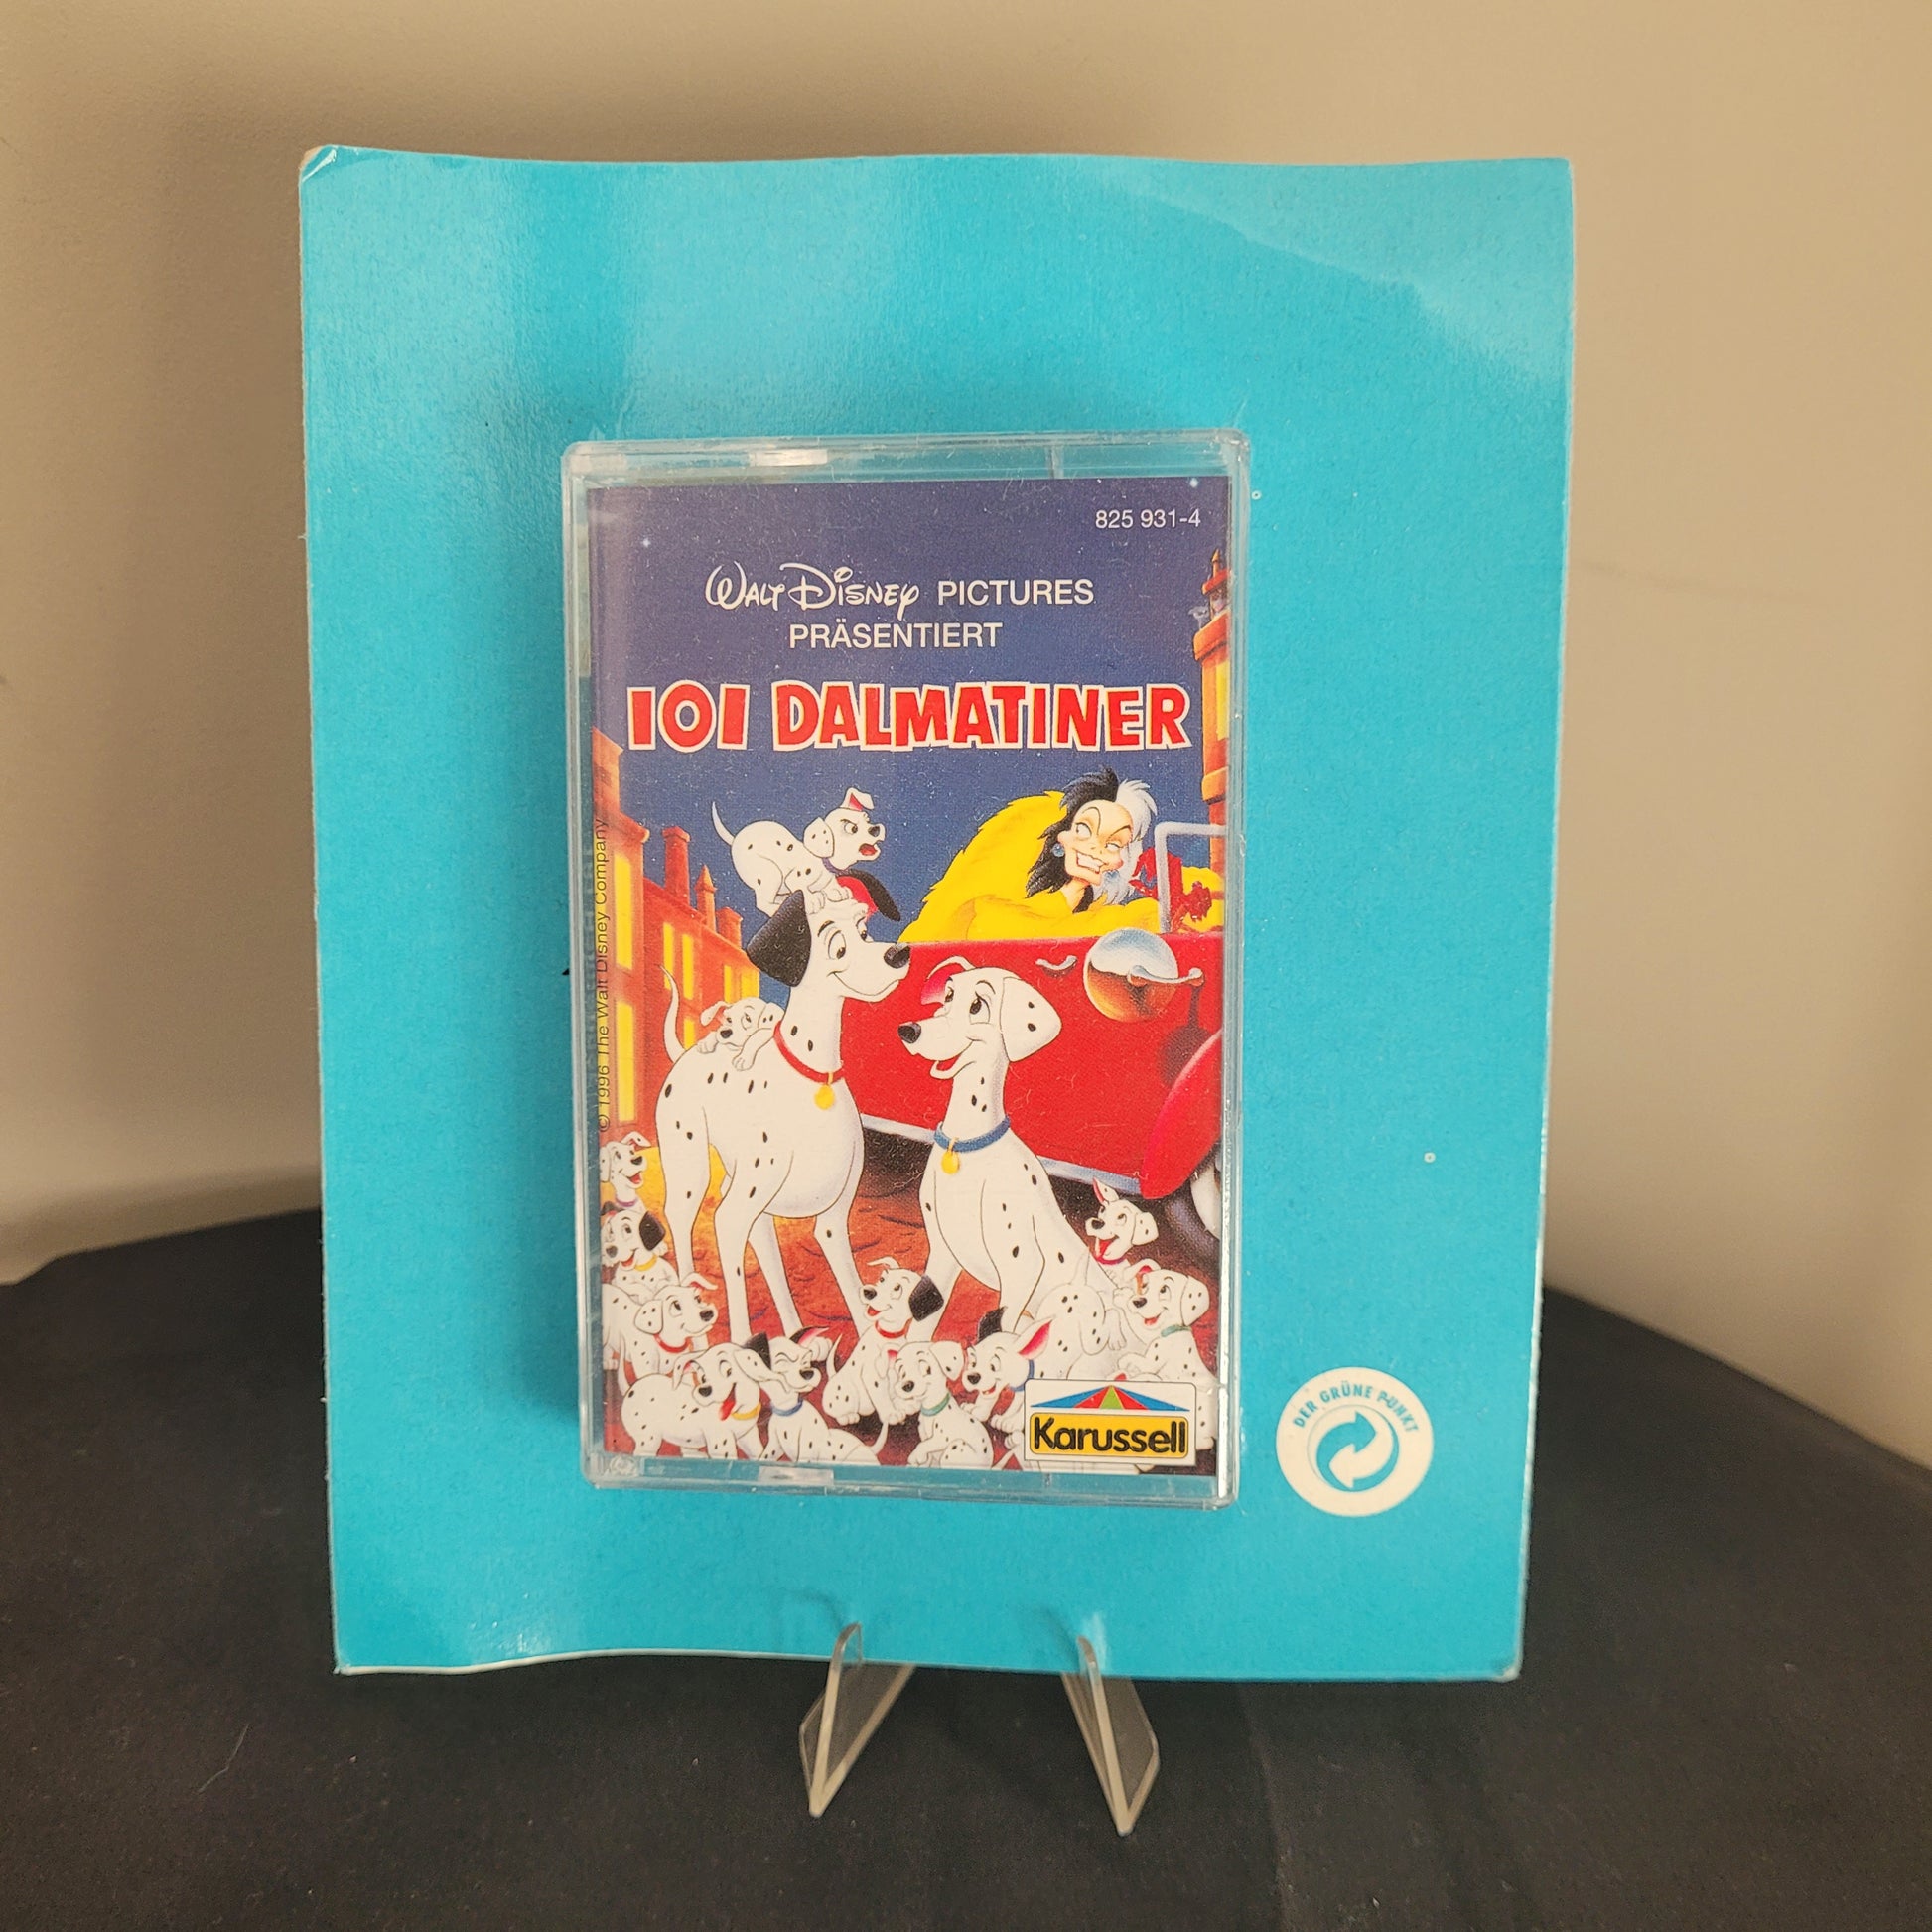 825 931-4
WALT DISNEY PICTURES
PRÄSENTIERT
101 DALMATINER
© 1996 The Walt Disney Company
Karussell
DER GRÜNE PUNKT